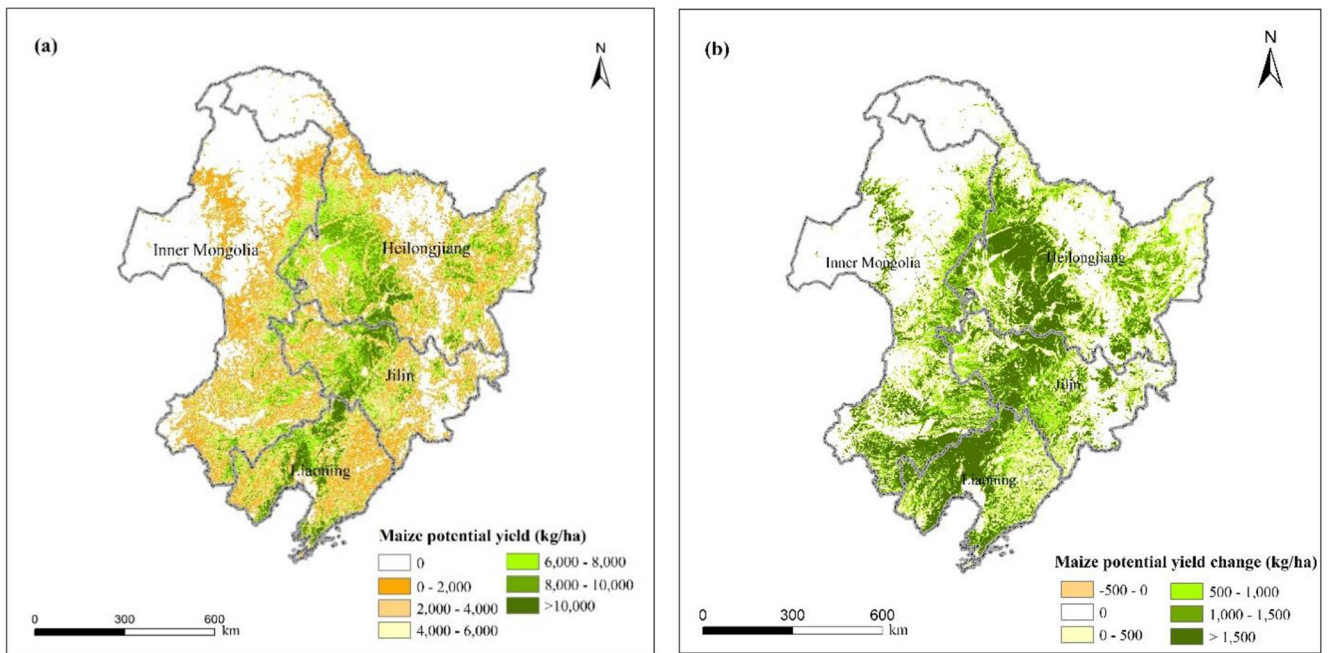 (a)
N
Inner Mongolia
Heilongjiang
Jilin
Liaoning
Maize potential yield (kg/ha)
0
6,000 - 8,000
0 - 2,000
8,000 - 10,000
2,000 - 4,000
>10,000
4,000 - 6,000
0 300 600
km
(b)
N
Inner Mongolia
Heilongjiang
Jilin
Liaoning
Maize potential yield change (kg/ha)
-500 - 0
500 - 1,000
0
1,000 - 1,500
0 - 500
> 1,500
0 300 600
km